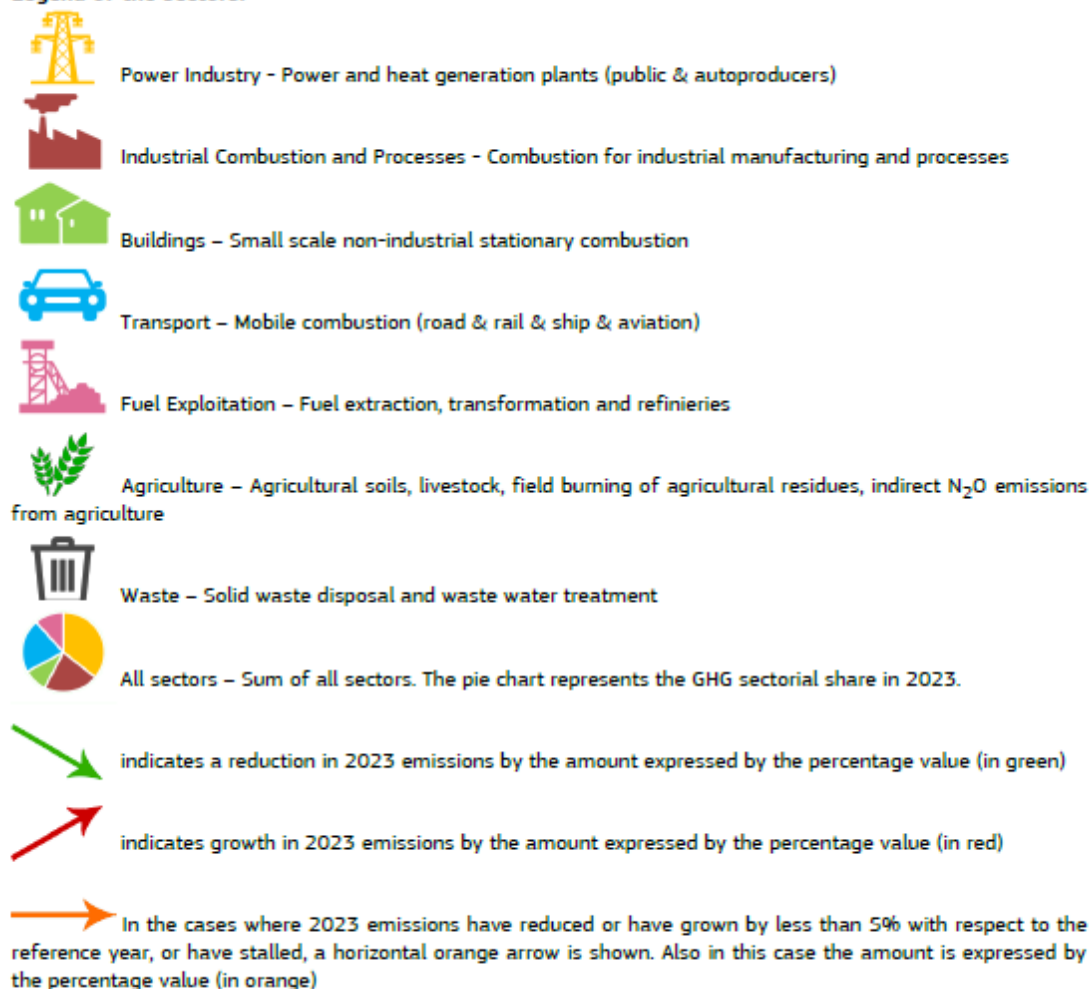 Legend of the sectors:
Power Industry - Power and heat generation plants (public & autoproducers)
Industrial Combustion and Processes - Combustion for industrial manufacturing and processes
Buildings – Small scale non-industrial stationary combustion
Transport – Mobile combustion (road & rail & ship & aviation)
Fuel Exploitation – Fuel extraction, transformation and refinieries
Agriculture – Agricultural soils, livestock, field burning of agricultural residues, indirect N₂O emissions
from agriculture
Waste – Solid waste disposal and waste water treatment
All sectors – Sum of all sectors. The pie chart represents the GHG sectorial share in 2023.
indicates a reduction in 2023 emissions by the amount expressed by the percentage value (in green)
indicates growth in 2023 emissions by the amount expressed by the percentage value (in red)
In the cases where 2023 emissions have reduced or have grown by less than 5% with respect to the
reference year, or have stalled, a horizontal orange arrow is shown. Also in this case the amount is expressed by
the percentage value (in orange)